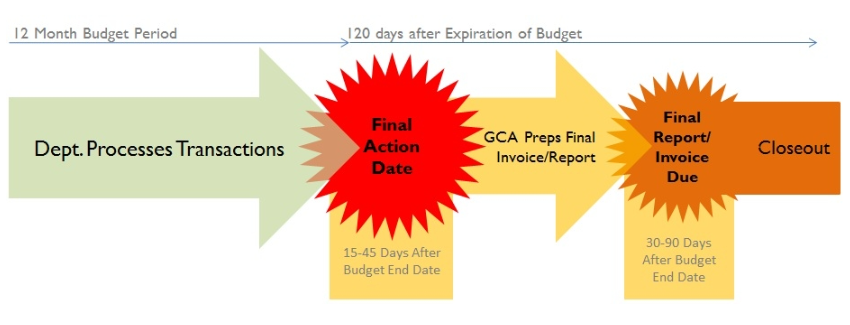 12 Month Budget Period
120 days after Expiration of Budget
Dept. Processes Transactions
Final
Action
Date
15-45 Days After
Budget End Date
GCA Preps Final
Invoice/Report
Final
Report/
Invoice
Due
30-90 Days
After Budget
End Date
Closeout